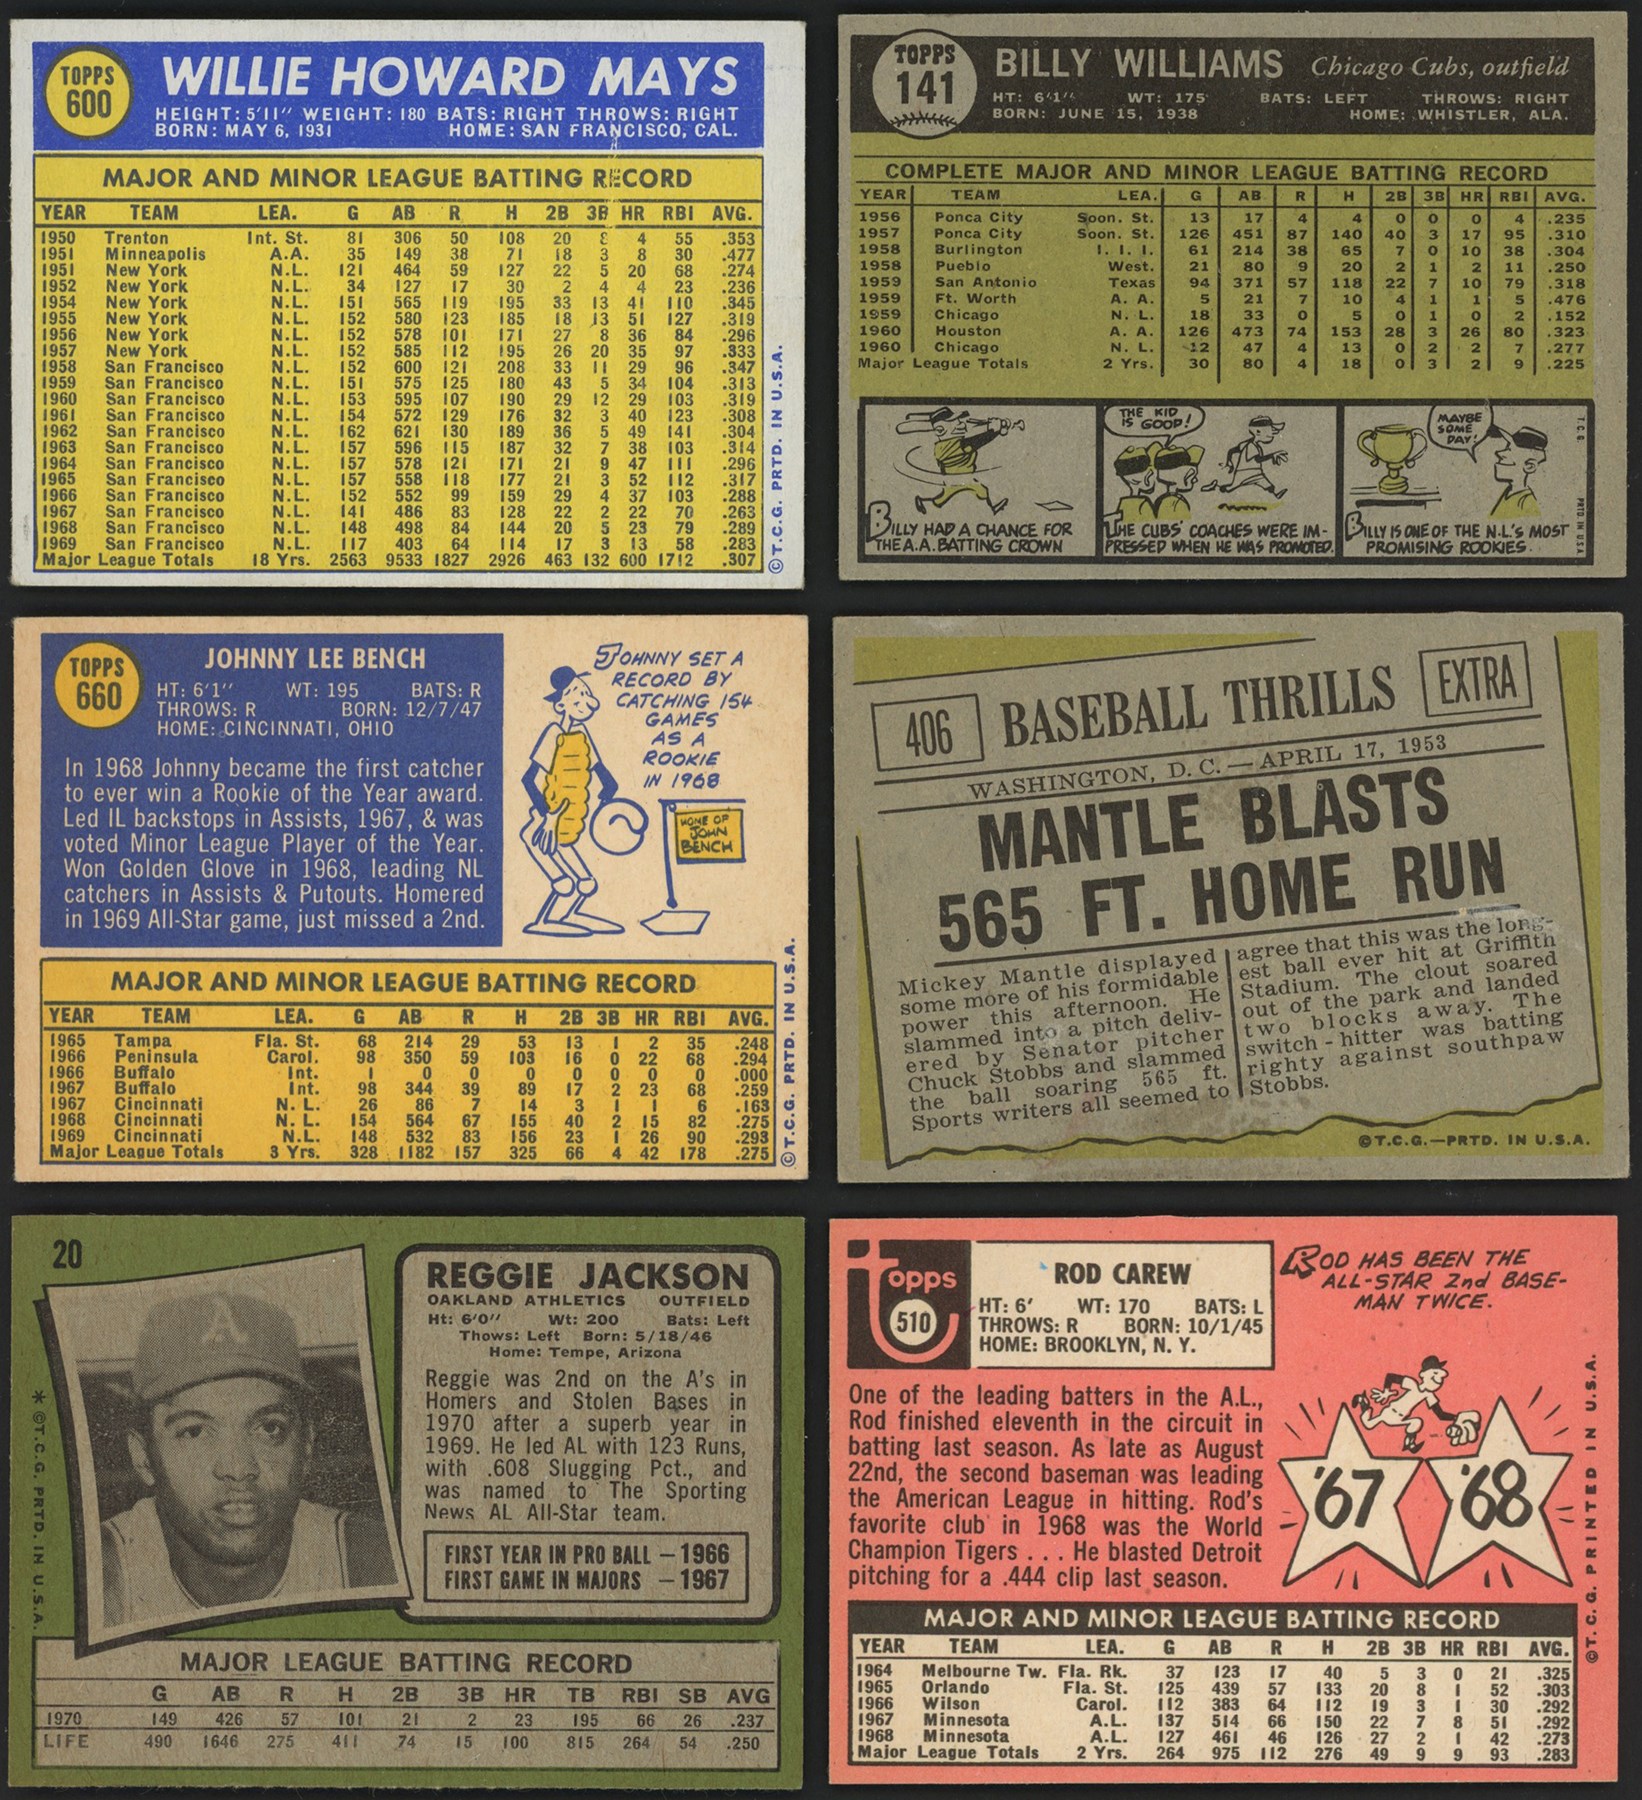 TOPPS
600
WILLIE HOWARD MAYS
HEIGHT: 5'11" WEIGHT: 180 BATS: RIGHT THROWS: RIGHT
BORN: MAY 6, 1931 HOME: SAN FRANCISCO, CAL.
MAJOR AND MINOR LEAGUE BATTING RECORD
YEAR TEAM LEA. G AB R H 2B 3B HR RBI AVG.
1950 Trenton Int. St. 81 306 50 108 20 8 4 55 .353
1951 Minneapolis A.A. 35 149 38 71 18 3 8 30 .477
1951 New York N.L. 121 464 59 127 22 5 20 68 .274
1952 New York N.L. 34 127 17 30 2 4 4 23 .236
1954 New York N.L. 151 565 119 195 33 13 41 110 .345
1955 New York N.L. 152 580 123 185 18 13 51 127 .319
1956 New York N.L. 152 578 101 171 27 8 36 84 .296
1957 New York N.L. 152 585 112 195 26 20 35 97 .333
1958 San Francisco N.L. 152 600 121 208 33 11 29 96 .347
1959 San Francisco N.L. 151 575 125 180 43 5 34 104 .313
1960 San Francisco N.L. 153 595 107 190 29 12 29 103 .319
1961 San Francisco N.L. 154 572 129 176 32 3 40 123 .308
1962 San Francisco N.L. 162 621 130 189 36 5 49 141 .304
1963 San Francisco N.L. 157 596 115 187 32 7 38 103 .314
1964 San Francisco N.L. 157 578 121 171 21 9 47 111 .296
1965 San Francisco N.L. 157 558 118 177 21 3 52 112 .317
1966 San Francisco N.L. 152 552 99 159 29 4 37 103 .288
1967 San Francisco N.L. 141 486 83 128 22 2 22 70 .263
1968 San Francisco N.L. 148 498 84 144 20 5 23 79 .289
1969 San Francisco N.L. 117 403 64 114 17 3 13 58 .283
Major League Totals 18 Yrs. 2563 9533 1827 2926 463 132 600 1712 .307
©T.C.G. PRTD. IN U.S.A.
TOPPS
141
BILLY WILLIAMS Chicago Cubs, outfield
HT: 6'1" WT: 175 BATS: LEFT THROWS: RIGHT
BORN: JUNE 15, 1938 HOME: WHISTLER, ALA.
COMPLETE MAJOR AND MINOR LEAGUE BATTING RECORD
YEAR TEAM LEA. G AB R H 2B 3B HR RBI AVG.
1956 Ponca City Soon. St. 13 17 4 4 0 0 0 4 .235
1957 Ponca City Soon. St. 126 451 87 140 40 3 17 95 .310
1958 Burlington I. I. I. 61 214 38 65 7 0 10 38 .304
1958 Pueblo West. 21 80 9 20 2 1 2 11 .250
1959 San Antonio Texas 94 371 57 118 22 7 10 79 .318
1959 Ft. Worth A. A. 5 21 7 10 4 1 1 5 .476
1959 Chicago N. L. 18 33 0 5 0 1 0 2 .152
1960 Houston A. A. 126 473 74 153 28 3 26 80 .323
1960 Chicago N. L. 12 47 4 13 0 2 2 7 .277
Major League Totals 2 Yrs. 30 80 4 18 0 3 2 9 .225
BILLY HAD A CHANCE FOR
THE A.A. BATTING CROWN
THE KID
IS GOOD!
THE CUBS' COACHES WERE IM-
PRESSED WHEN HE WAS PROMOTED.
MAYBE
SOME
DAY!
BILLY IS ONE OF THE N.L.'S MOST
PROMISING ROOKIES.
T.C.G.
PRTD. IN U.S.A.
TOPPS
660
JOHNNY LEE BENCH
HT: 6'1" WT: 195 BATS: R
THROWS: R BORN: 12/7/47
HOME: CINCINNATI, OHIO
In 1968 Johnny became the first catcher
to ever win a Rookie of the Year award.
Led IL backstops in Assists, 1967, & was
voted Minor League Player of the Year.
Won Golden Glove in 1968, leading NL
catchers in Assists & Putouts. Homered
in 1969 All-Star game, just missed a 2nd.
JOHNNY SET A
RECORD BY
CATCHING 154
GAMES
AS A
ROOKIE
IN 1968
HOME OF
JOHN
BENCH
MAJOR AND MINOR LEAGUE BATTING RECORD
YEAR TEAM LEA. G AB R H 2B 3B HR RBI AVG.
1965 Tampa Fla. St. 68 214 29 53 13 1 2 35 .248
1966 Peninsula Carol. 98 350 59 103 16 0 22 68 .294
1966 Buffalo Int. 1 0 0 0 0 0 0 0 .000
1967 Buffalo Int. 98 344 39 89 17 2 23 68 .259
1967 Cincinnati N. L. 26 86 7 14 3 1 1 6 .163
1968 Cincinnati N. L. 154 564 67 155 40 2 15 82 .275
1969 Cincinnati N.L. 148 532 83 156 23 1 26 90 .293
Major League Totals 3 Yrs. 328 1182 157 325 66 4 42 178 .275
©T.C.G. PRTD. IN U.S.A.
406 BASEBALL THRILLS EXTRA
WASHINGTON, D. C. — APRIL 17, 1953
MANTLE BLASTS
565 FT. HOME RUN
Mickey Mantle displayed
some more of his formidable
power this afternoon. He
slammed into a pitch deliv-
ered by Senator pitcher
Chuck Stobbs and slammed
the ball soaring 565 ft.
Sports writers all seemed to
agree that this was the long-
est ball ever hit at Griffith
Stadium. The clout soared
out of the park and landed
two blocks away. The
switch-hitter was batting
righty against southpaw
Stobbs.
©T.C.G.—PRTD. IN U.S.A.
20
A
REGGIE JACKSON
OAKLAND ATHLETICS OUTFIELD
Ht: 6'0" Wt: 200 Bats: Left
Thows: Left Born: 5/18/46
Home: Tempe, Arizona
Reggie was 2nd on the A's in
Homers and Stolen Bases in
1970 after a superb year in
1969. He led AL with 123 Runs,
with .608 Slugging Pct., and
was named to The Sporting
News AL All-Star team.
FIRST YEAR IN PRO BALL — 1966
FIRST GAME IN MAJORS — 1967
* ©T.C.G. PRTD. IN U.S.A.
MAJOR LEAGUE BATTING RECORD
G AB R H 2B 3B HR TB RBI SB AVG
1970 149 426 57 101 21 2 23 195 66 26 .237
LIFE 490 1646 275 411 74 15 100 815 264 54 .250
Topps
510
ROD CAREW
HT: 6' WT: 170 BATS: L
THROWS: R BORN: 10/1/45
HOME: BROOKLYN, N. Y.
ROD HAS BEEN THE
ALL-STAR 2nd BASE-
MAN TWICE.
One of the leading batters in the A.L.,
Rod finished eleventh in the circuit in
batting last season. As late as August
22nd, the second baseman was leading
the American League in hitting. Rod's
favorite club in 1968 was the World
Champion Tigers . . . He blasted Detroit
pitching for a .444 clip last season.
'67 '68
MAJOR AND MINOR LEAGUE BATTING RECORD
YEAR TEAM LEA. G AB R H 2B 3B HR RBI AVG.
1964 Melbourne Tw. Fla. Rk. 37 123 17 40 5 3 0 21 .325
1965 Orlando Fla. St. 125 439 57 133 20 8 1 52 .303
1966 Wilson Carol. 112 383 64 112 19 3 1 30 .292
1967 Minnesota A.L. 137 514 66 150 22 7 8 51 .292
1968 Minnesota A.L. 127 461 46 126 27 2 1 42 .273
Major League Totals 2 Yrs. 264 975 112 276 49 9 9 93 .283
©T.C.G. PRINTED IN U.S.A.